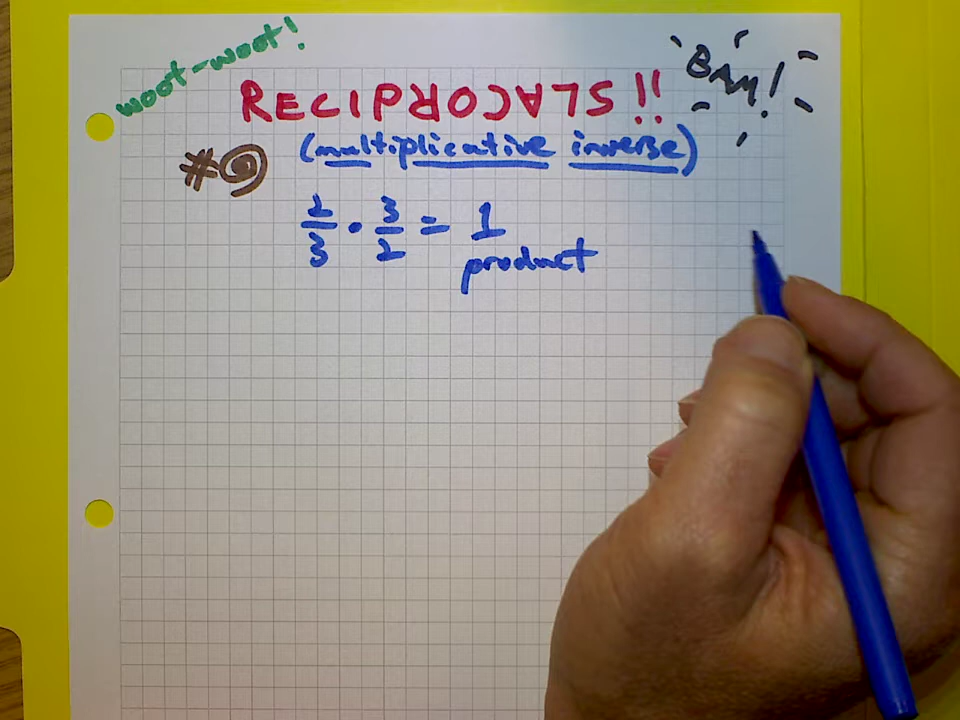 woot-woot!
BAM!
RECIPROCALS!!
#9 (multiplicative inverse)
2/3 · 3/2 = 1
product